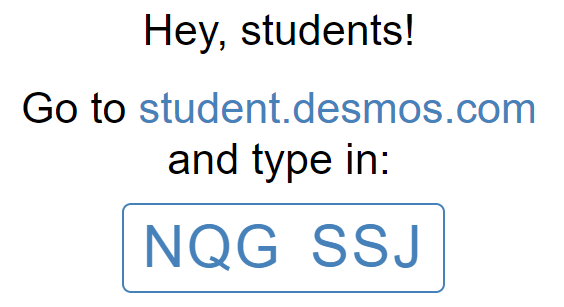 Hey, students!
Go to student.desmos.com
and type in:
NQG SSJ